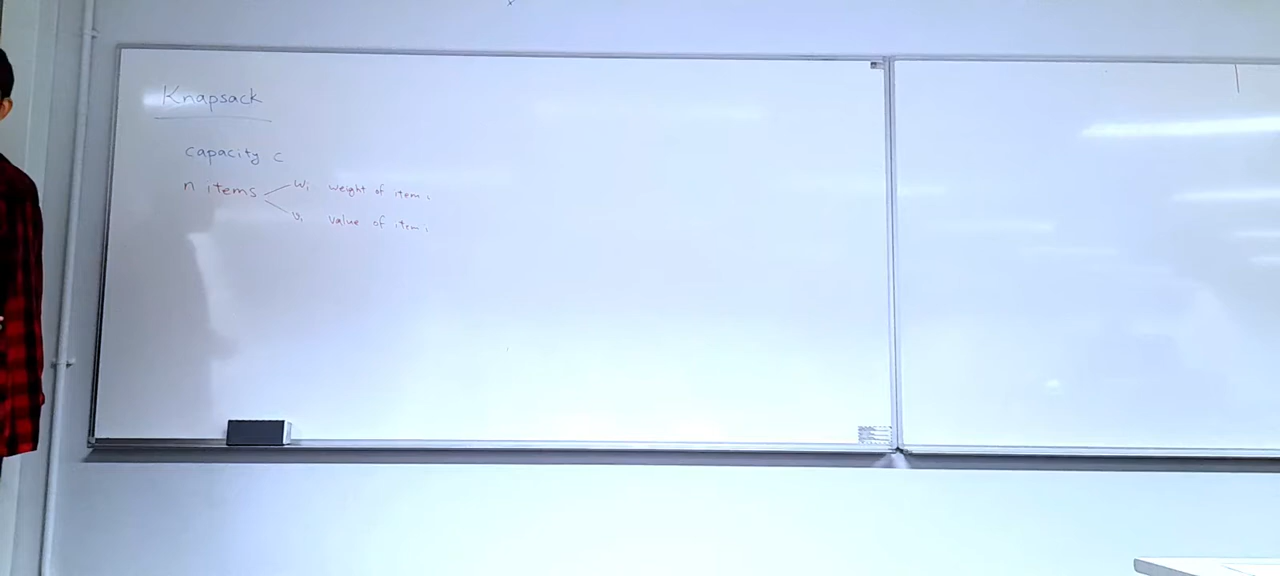 Knapsack
capacity c
n items wi weight of item i
vi value of item i